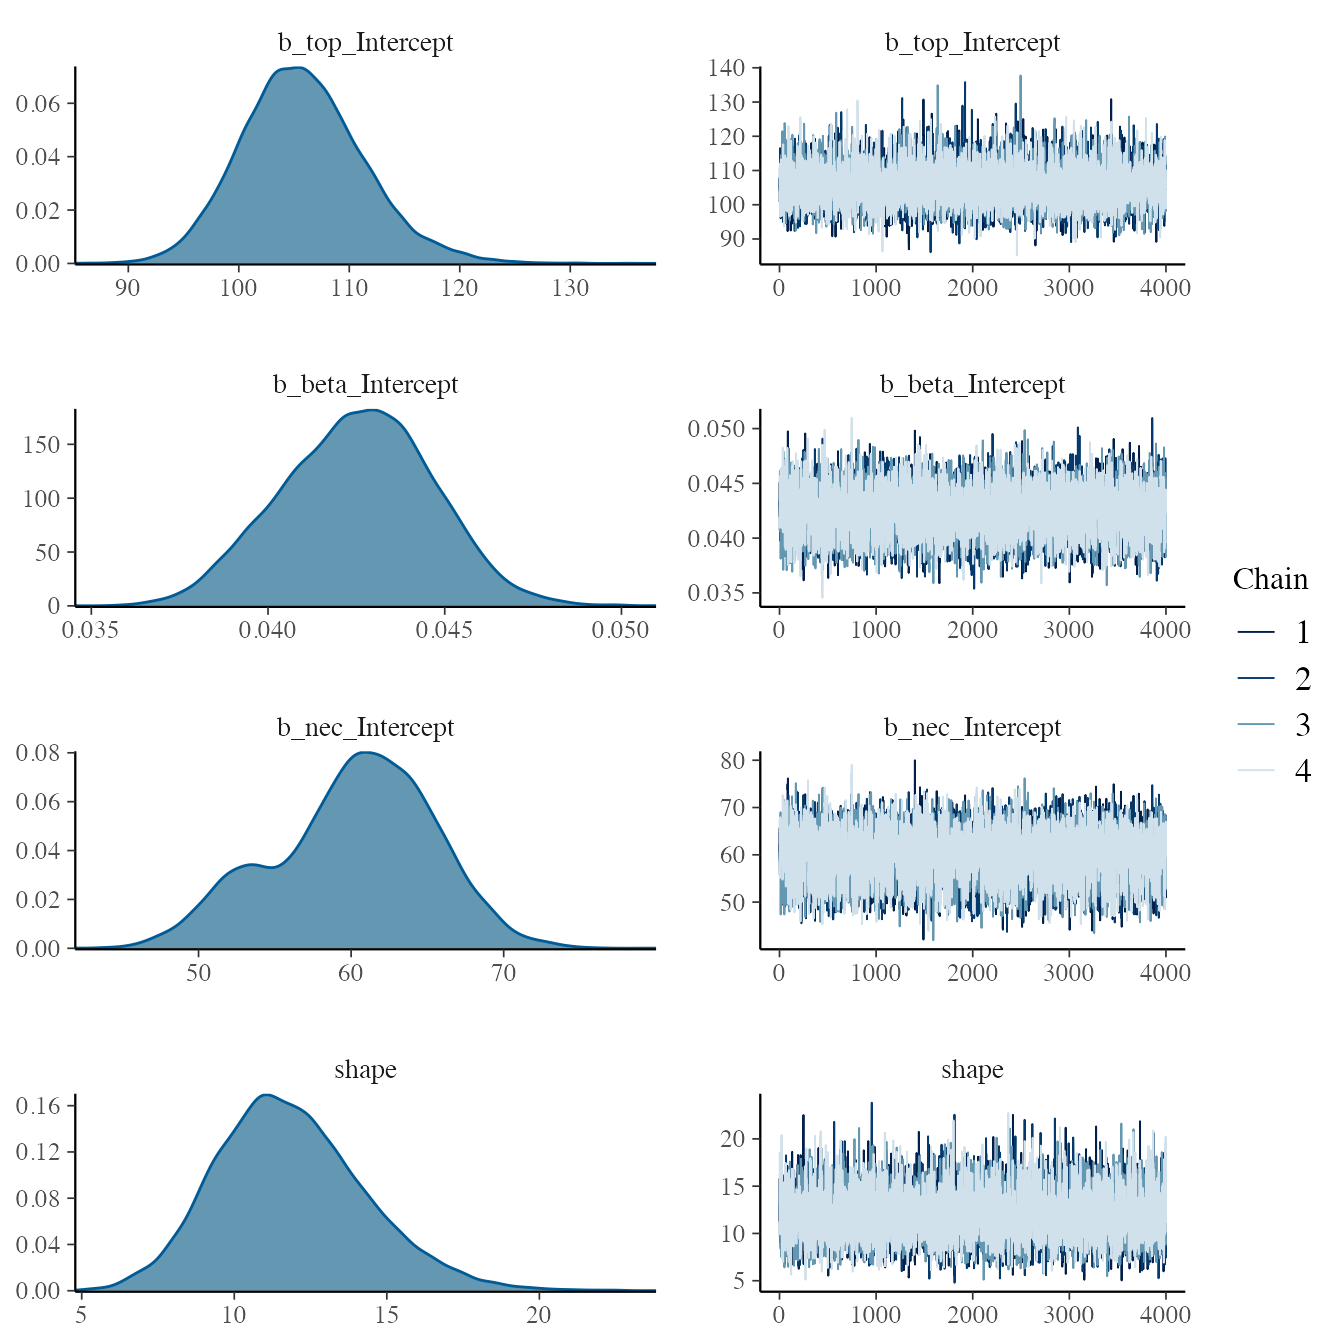 b_top_Intercept
0.06
0.04
0.02
0.00
90 100 110 120 130
b_top_Intercept
140
130
120
110
100
90
0 1000 2000 3000 4000
b_beta_Intercept
150
100
50
0
0.035 0.040 0.045 0.050
b_beta_Intercept
0.050
0.045
0.040
0.035
0 1000 2000 3000 4000
b_nec_Intercept
0.08
0.06
0.04
0.02
0.00
50 60 70
b_nec_Intercept
80
70
60
50
0 1000 2000 3000 4000
shape
0.16
0.12
0.08
0.04
0.00
5 10 15 20
shape
20
15
10
5
0 1000 2000 3000 4000
Chain
1
2
3
4